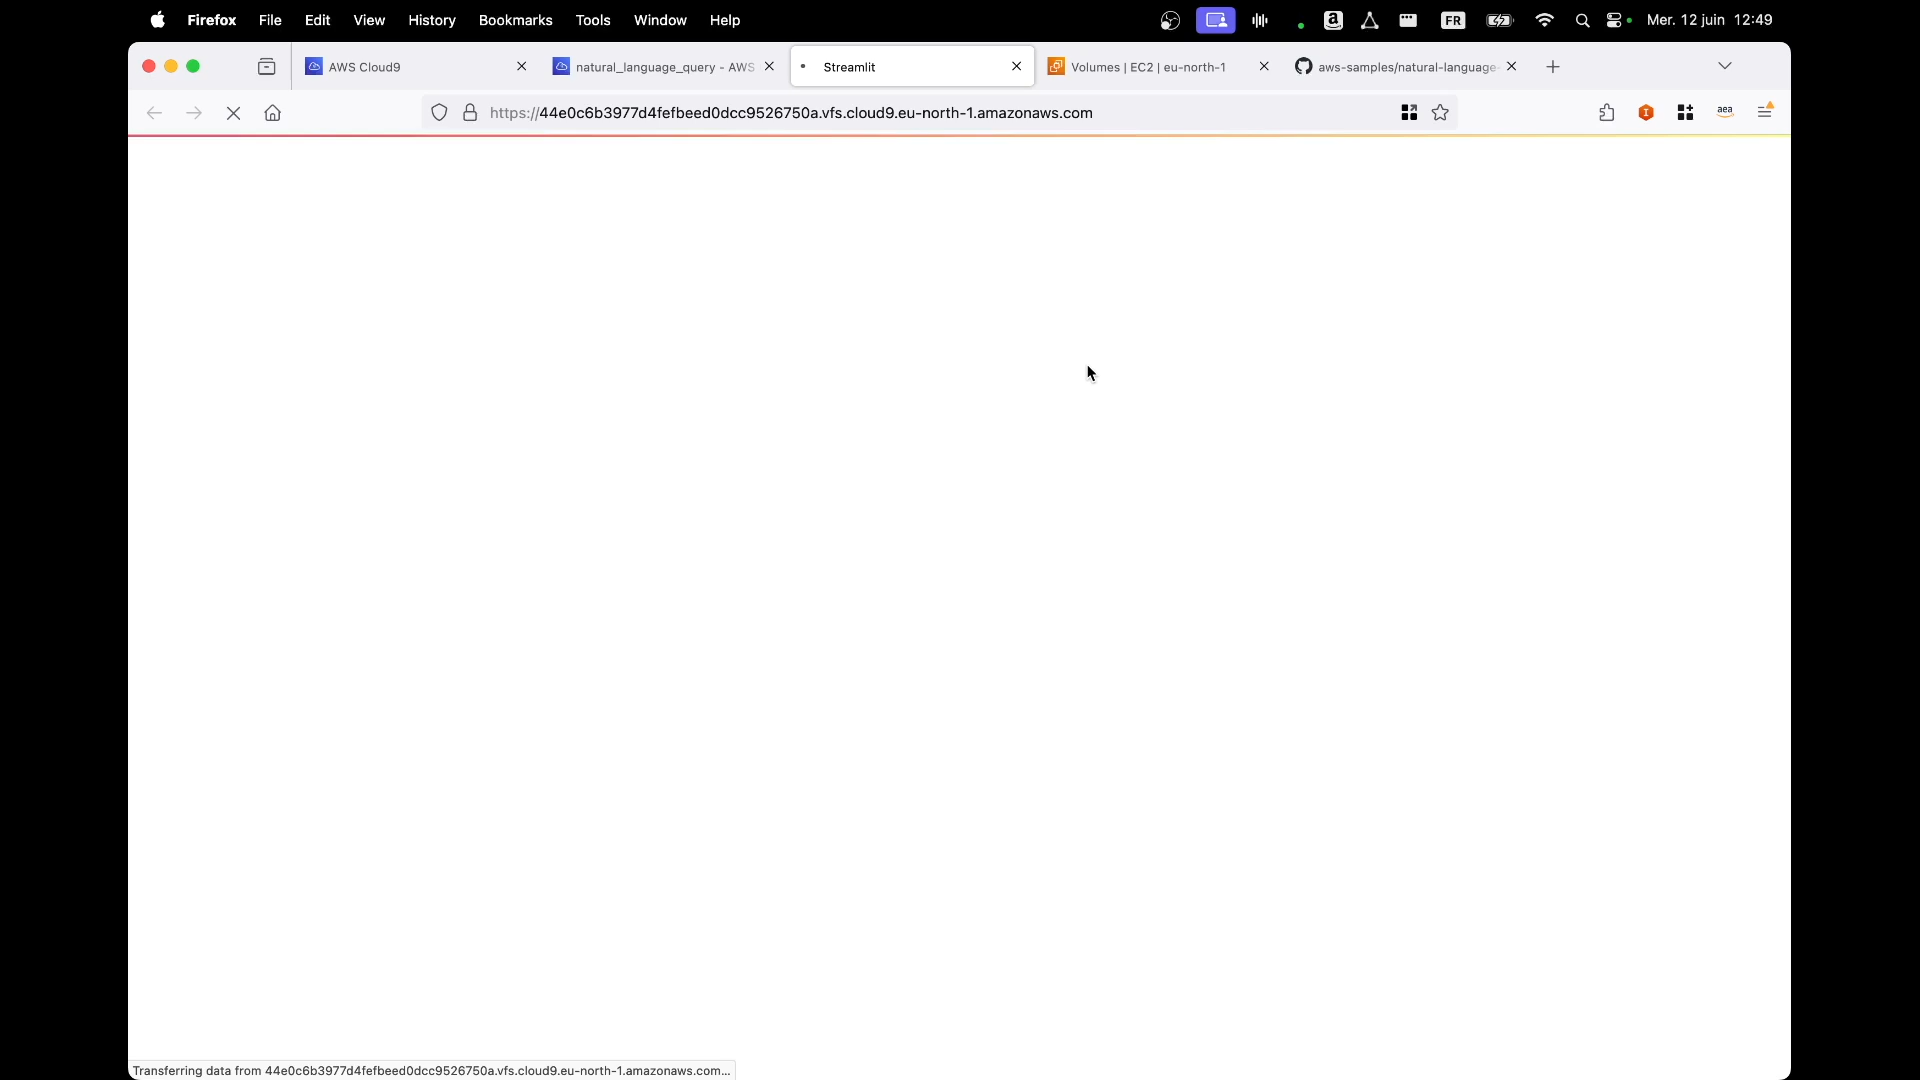 Firefox File Edit View History Bookmarks Tools Window Help a FR Mer. 12 juin 12:49
AWS Cloud9 natural_language_query - AWS Streamlit Volumes | EC2 | eu-north-1 aws-samples/natural-language-
https://44e0c6b3977d4fefbeed0dcc9526750a.vfs.cloud9.eu-north-1.amazonaws.com aea
Transferring data from 44e0c6b3977d4fefbeed0dcc9526750a.vfs.cloud9.eu-north-1.amazonaws.com...